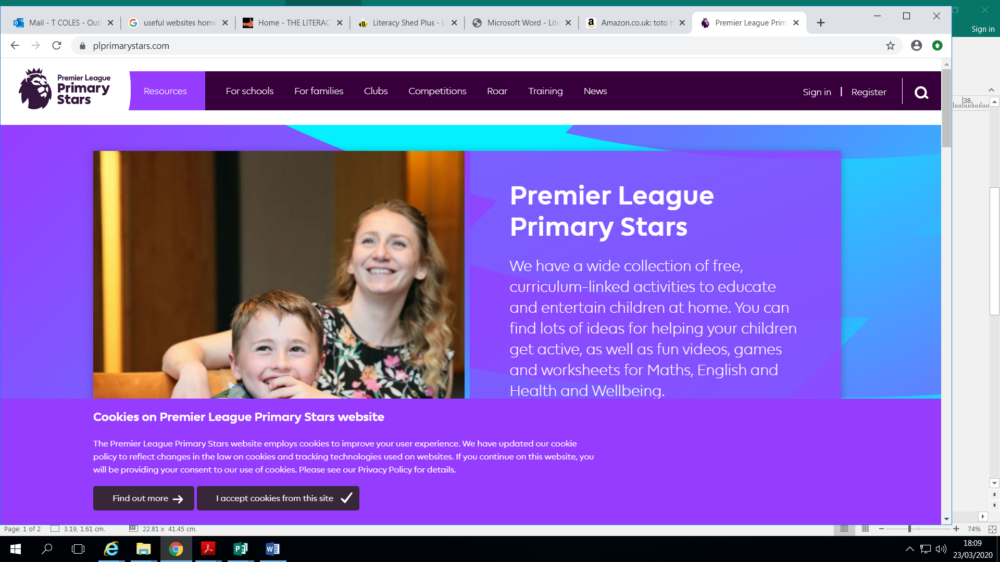 Sign in
Mail - T COLES - Out
useful websites home
Home - THE LITERAC
Literacy Shed Plus - L
Microsoft Word - Lite
Amazon.co.uk: toto t
Premier League Prim
plprimarystars.com
Premier League
Primary
Stars
Resources
For schools
For families
Clubs
Competitions
Roar
Training
News
Sign in
Register
38
Premier League
Primary Stars
We have a wide collection of free,
curriculum-linked activities to educate
and entertain children at home. You can
find lots of ideas for helping your children
get active, as well as fun videos, games
and worksheets for Maths, English and
Health and Wellbeing.
Cookies on Premier League Primary Stars website
The Premier League Primary Stars website employs cookies to improve your user experience. We have updated our cookie
policy to reflect changes in the law on cookies and tracking technologies used on websites. If you continue on this website, you
will be providing your consent to our use of cookies. Please see our Privacy Policy for details.
Find out more
I accept cookies from this site
Page: 1 of 2
3.19, 1.61 cm.
22.81 x 41.45 cm.
74%
18:09
23/03/2020